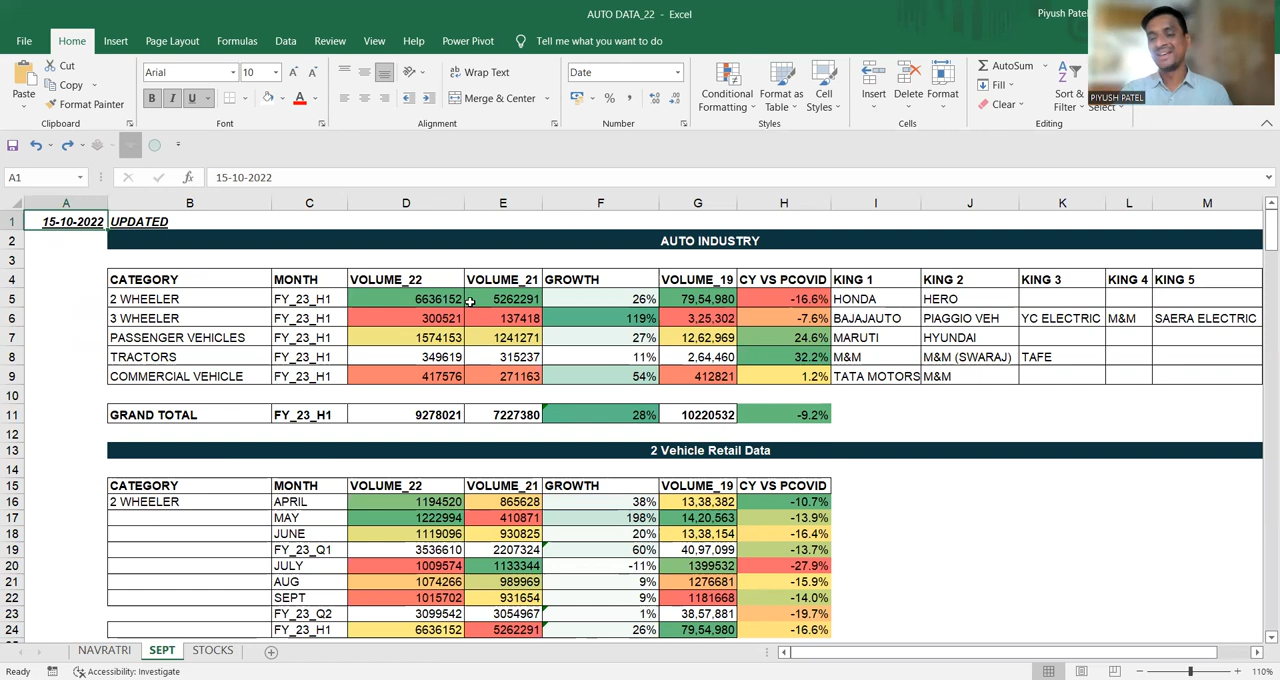 AUTO DATA_22 - Excel
Piyush Patel
File Home Insert Page Layout Formulas Data Review View Help Power Pivot Tell me what you want to do
Cut
Copy
Format Painter
Paste
Clipboard
Arial 10
B I U
Font
Wrap Text
Merge & Center
Alignment
Date
Number
Conditional Formatting
Format as Table
Cell Styles
Styles
Insert Delete Format
Cells
AutoSum
Fill
Clear
Sort & Filter
Select
Editing
PIYUSH PATEL
A1 fx 15-10-2022
A B C D E F G H I J K L M
1 15-10-2022 UPDATED
2 AUTO INDUSTRY
3
4 CATEGORY MONTH VOLUME_22 VOLUME_21 GROWTH VOLUME_19 CY VS PCOVID KING 1 KING 2 KING 3 KING 4 KING 5
5 2 WHEELER FY_23_H1 6636152 5262291 26% 79,54,980 -16.6% HONDA HERO
6 3 WHEELER FY_23_H1 300521 137418 119% 3,25,302 -7.6% BAJAJAUTO PIAGGIO VEH YC ELECTRIC M&M SAERA ELECTRIC
7 PASSENGER VEHICLES FY_23_H1 1574153 1241271 27% 12,62,969 24.6% MARUTI HYUNDAI
8 TRACTORS FY_23_H1 349619 315237 11% 2,64,460 32.2% M&M M&M (SWARAJ) TAFE
9 COMMERCIAL VEHICLE FY_23_H1 417576 271163 54% 412821 1.2% TATA MOTORS M&M
10
11 GRAND TOTAL FY_23_H1 9278021 7227380 28% 10220532 -9.2%
12
13 2 Vehicle Retail Data
14
15 CATEGORY MONTH VOLUME_22 VOLUME_21 GROWTH VOLUME_19 CY VS PCOVID
16 2 WHEELER APRIL 1194520 865628 38% 13,38,382 -10.7%
17 MAY 1222994 410871 198% 14,20,563 -13.9%
18 JUNE 1119096 930825 20% 13,38,154 -16.4%
19 FY_23_Q1 3536610 2207324 60% 40,97,099 -13.7%
20 JULY 1009574 1133344 -11% 1399532 -27.9%
21 AUG 1074266 989969 9% 1276681 -15.9%
22 SEPT 1015702 931654 9% 1181668 -14.0%
23 FY_23_Q2 3099542 3054967 1% 38,57,881 -19.7%
24 FY_23_H1 6636152 5262291 26% 79,54,980 -16.6%
NAVRATRI SEPT STOCKS
Ready Accessibility: Investigate 110%